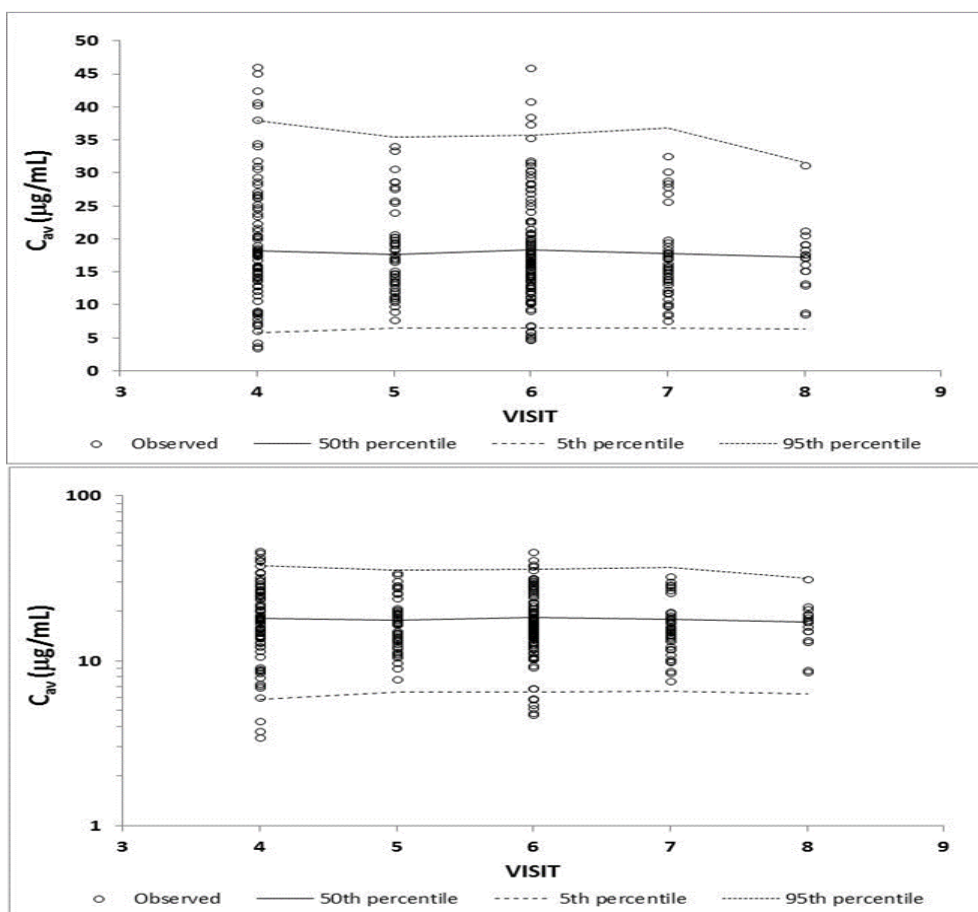 50
45
40
35
30
25
20
15
10
5
0
C_av (µg/mL)
3 4 5 6 7 8 9
VISIT
Observed 50th percentile 5th percentile 95th percentile
100
10
1
C_av (µg/mL)
3 4 5 6 7 8 9
VISIT
Observed 50th percentile 5th percentile 95th percentile